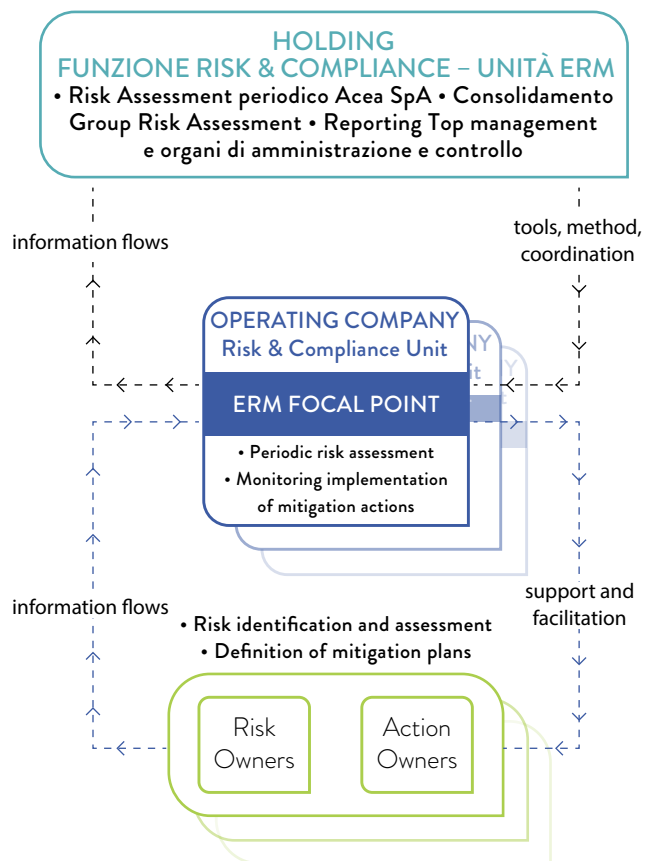 HOLDING
FUNZIONE RISK & COMPLIANCE – UNITÀ ERM
• Risk Assessment periodico Acea SpA • Consolidamento
Group Risk Assessment • Reporting Top management
e organi di amministrazione e controllo
information flows
tools, method,
coordination
OPERATING COMPANY
Risk & Compliance Unit
NY
it
Y
ERM FOCAL POINT
• Periodic risk assessment
• Monitoring implementation
of mitigation actions
information flows
support and
facilitation
• Risk identification and assessment
• Definition of mitigation plans
Risk
Owners
Action
Owners